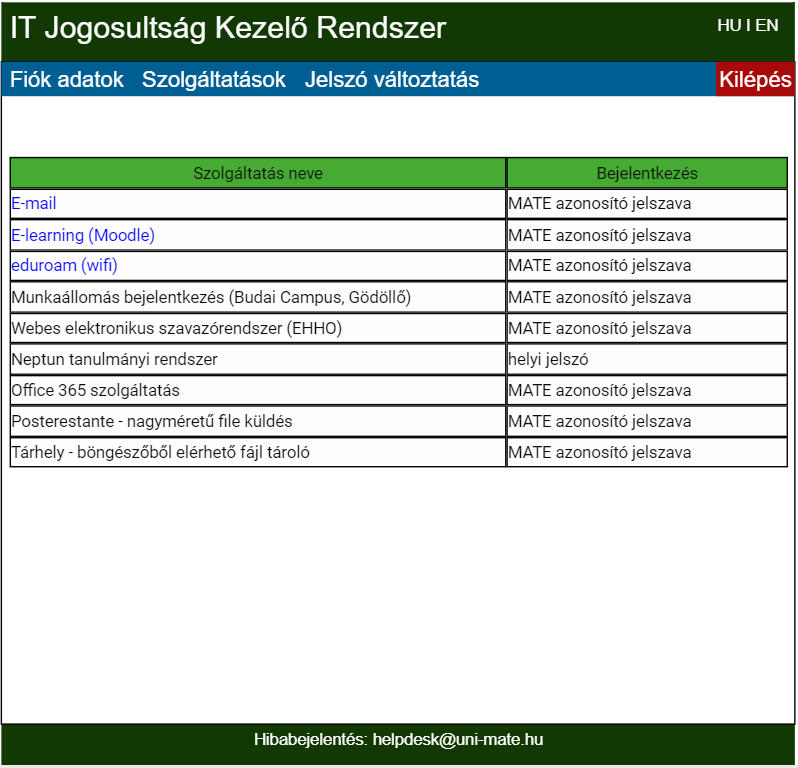 IT Jogosultság Kezelő Rendszer
HU I EN
Fiók adatok Szolgáltatások Jelszó változtatás Kilépés
Szolgáltatás neve Bejelentkezés
E-mail MATE azonosító jelszava
E-learning (Moodle) MATE azonosító jelszava
eduroam (wifi) MATE azonosító jelszava
Munkaállomás bejelentkezés (Budai Campus, Gödöllő) MATE azonosító jelszava
Webes elektronikus szavazórendszer (EHHO) MATE azonosító jelszava
Neptun tanulmányi rendszer helyi jelszó
Office 365 szolgáltatás MATE azonosító jelszava
Posterestante - nagyméretű file küldés MATE azonosító jelszava
Tárhely - böngészőből elérhető fájl tároló MATE azonosító jelszava
Hibabejelentés: helpdesk@uni-mate.hu